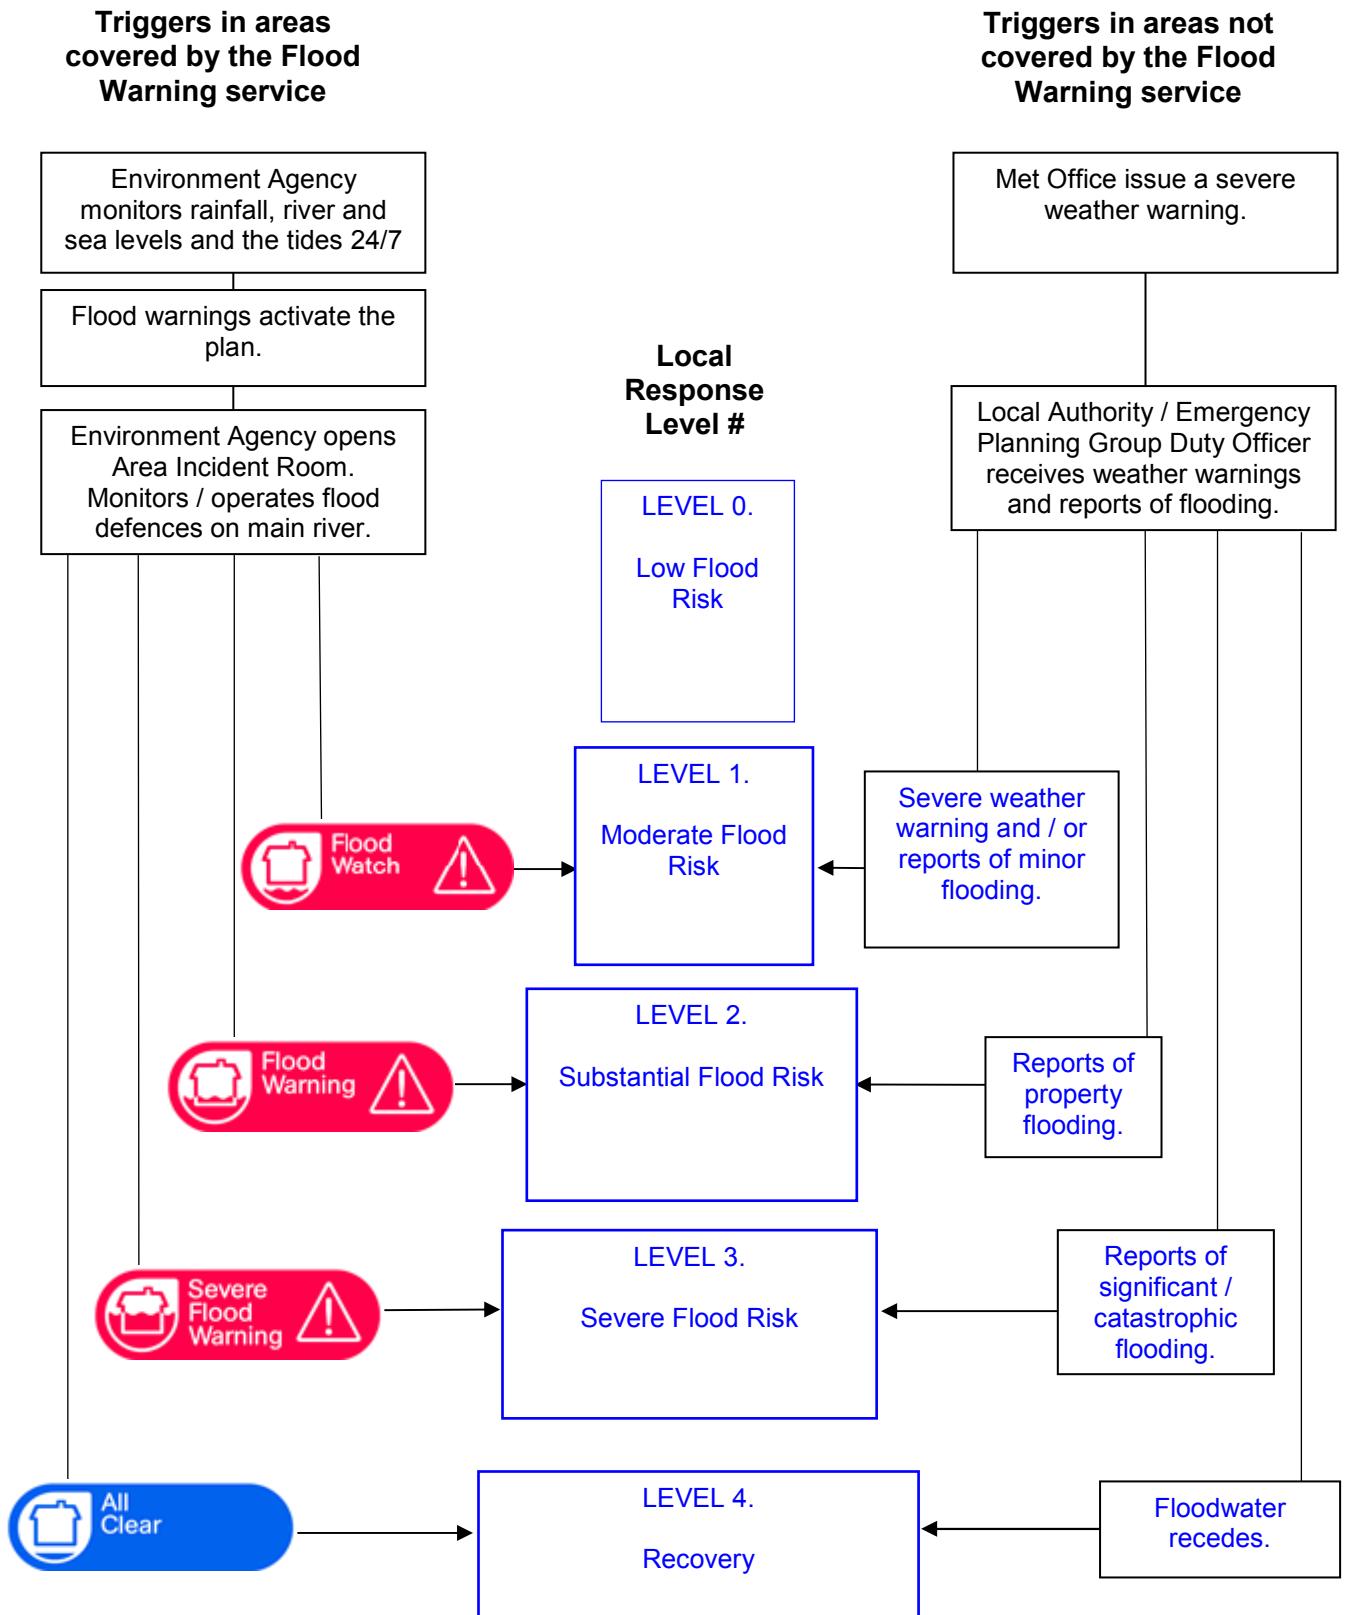 Triggers in areas
covered by the Flood
Warning service
Triggers in areas not
covered by the Flood
Warning service
Environment Agency
monitors rainfall, river and
sea levels and the tides 24/7
Met Office issue a severe
weather warning.
Flood warnings activate the
plan.
Local
Response
Level #
Environment Agency opens
Area Incident Room.
Monitors / operates flood
defences on main river.
Local Authority / Emergency
Planning Group Duty Officer
receives weather warnings
and reports of flooding.
LEVEL 0.
Low Flood
Risk
Flood
Watch
LEVEL 1.
Moderate Flood
Risk
Severe weather
warning and / or
reports of minor
flooding.
Flood
Warning
LEVEL 2.
Substantial Flood Risk
Reports of
property
flooding.
Severe
Flood
Warning
LEVEL 3.
Severe Flood Risk
Reports of
significant /
catastrophic
flooding.
All
Clear
LEVEL 4.
Recovery
Floodwater
recedes.